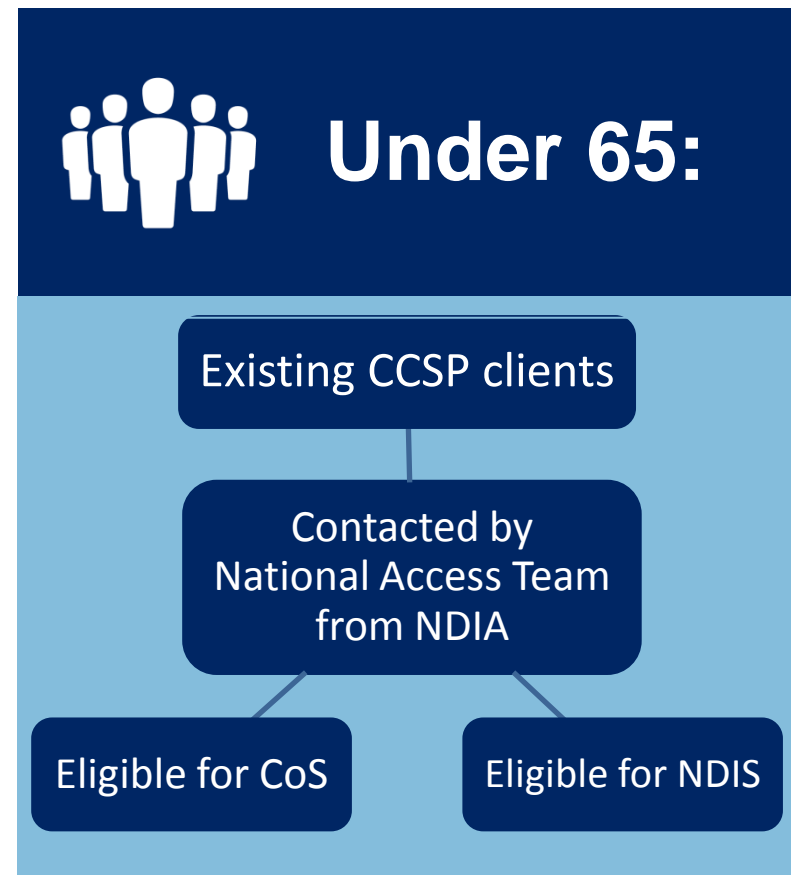 Under 65:
Existing CCSP clients
Contacted by
National Access Team
from NDIA
Eligible for CoS
Eligible for NDIS